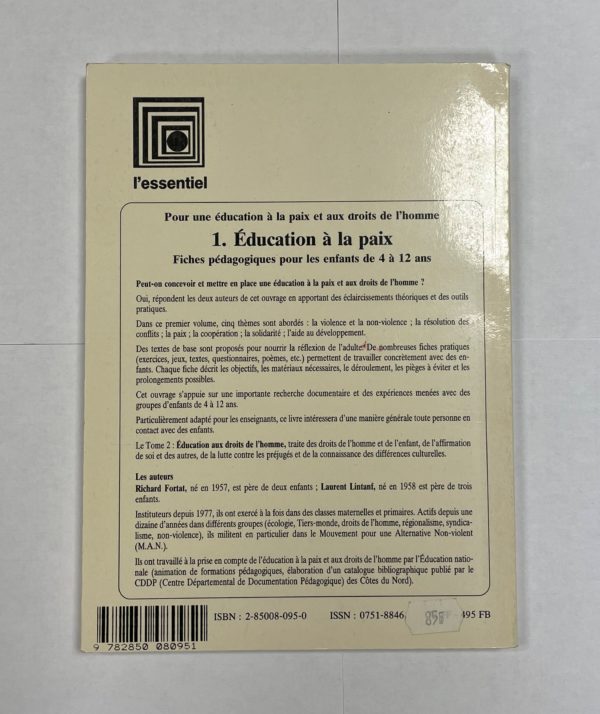 l'essentiel
Pour une éducation à la paix et aux droits de l'homme
1. Éducation à la paix
Fiches pédagogiques pour les enfants de 4 à 12 ans
Peut-on concevoir et mettre en place une éducation à la paix et aux droits de l'homme ?
Oui, répondent les deux auteurs de cet ouvrage en apportant des éclaircissements théoriques et des outils
pratiques.
Dans ce premier volume, cinq thèmes sont abordés : la violence et la non-violence ; la résolution des
conflits ; la paix ; la coopération ; la solidarité ; l'aide au développement.
Des textes de base sont proposés pour nourrir la réflexion de l'adulte. De nombreuses fiches pratiques
(exercices, jeux, textes, questionnaires, poèmes, etc.) permettent de travailler concrètement avec des en-
fants. Chaque fiche décrit les objectifs, les matériaux nécessaires, le déroulement, les pièges à éviter et les
prolongements possibles.
Cet ouvrage s'appuie sur une importante recherche documentaire et des expériences menées avec des
groupes d'enfants de 4 à 12 ans.
Particulièrement adapté pour les enseignants, ce livre intéressera d'une manière générale toute personne en
contact avec des enfants.
Le Tome 2 : Éducation aux droits de l'homme, traite des droits de l'homme et de l'enfant, de l'affirmation
de soi et des autres, de la lutte contre les préjugés et de la connaissance des différences culturelles.
Les auteurs
Richard Fortat, né en 1957, est père de deux enfants ; Laurent Lintanf, né en 1958 est père de trois
enfants.
Instituteurs depuis 1977, ils ont exercé à la fois dans des classes maternelles et primaires. Actifs depuis une
dizaine d'années dans différents groupes (écologie, Tiers-monde, droits de l'homme, régionalisme, syndica-
lisme, non-violence), ils militent en particulier dans le Mouvement pour une Alternative Non-violent
(M.A.N.).
Ils ont travaillé à la prise en compte de l'éducation à la paix et aux droits de l'homme par l'Éducation natio-
nale (animation de formations pédagogiques, élaboration d'un catalogue bibliographique publié par le
CDDP (Centre Départemental de Documentation Pédagogique) des Côtes du Nord).
ISBN : 2-85008-095-0 ISSN : 0751-8846 495 FB
9 782850 080951